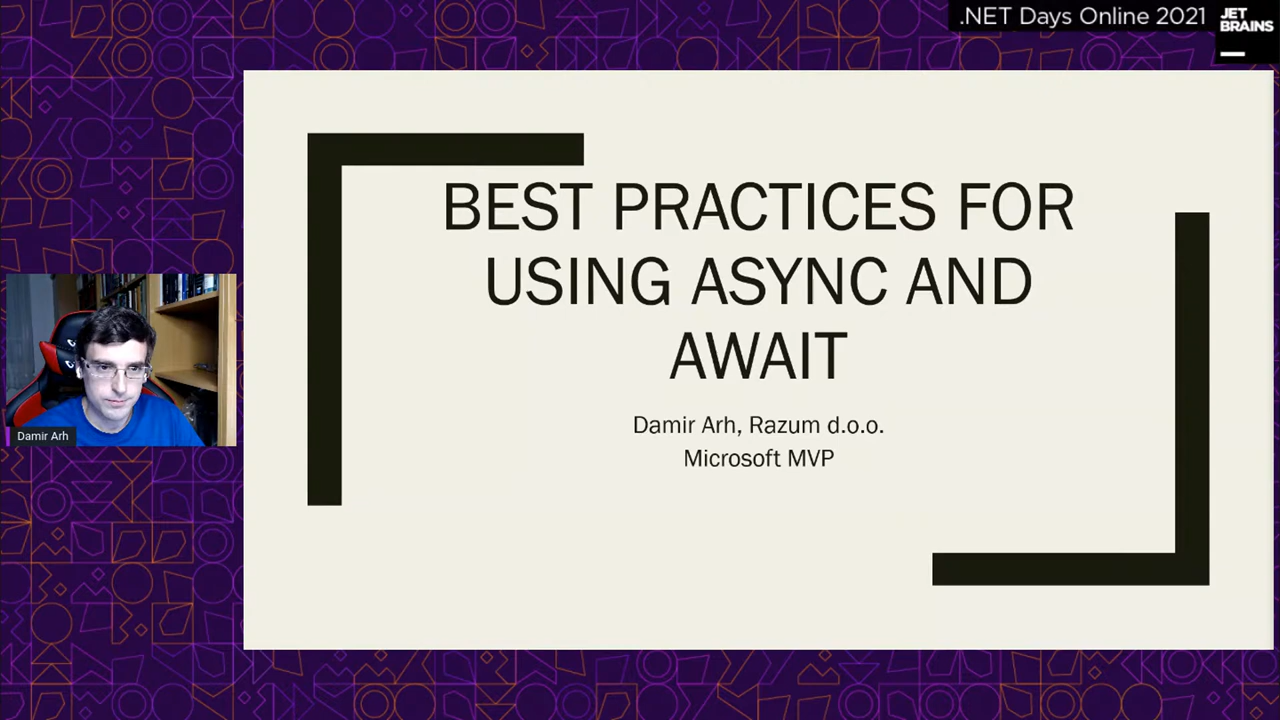 .NET Days Online 2021
JET
BRAINS
BEST PRACTICES FOR
USING ASYNC AND
AWAIT
Damir Arh, Razum d.o.o.
Microsoft MVP
Damir Arh